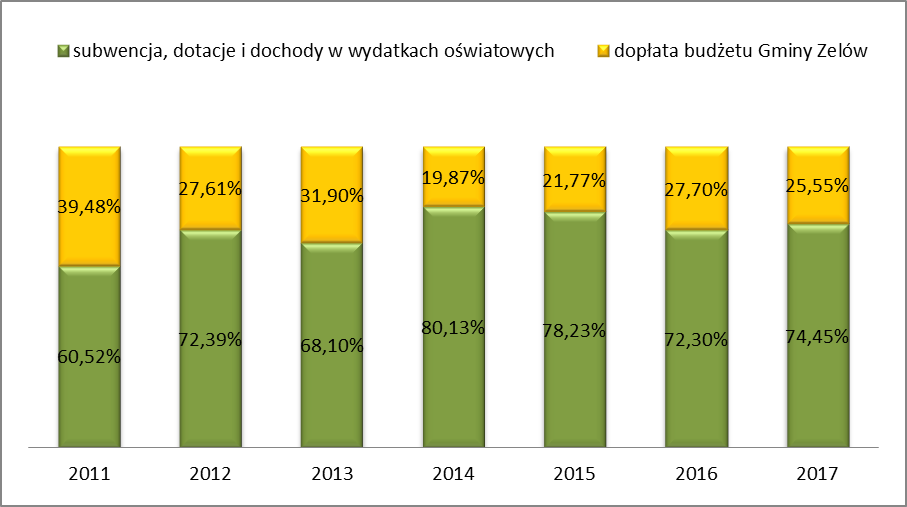 subwencja, dotacje i dochody w wydatkach oświatowych dopłata budżetu Gminy Zelów
39,48% 27,61% 31,90% 19,87% 21,77% 27,70% 25,55%
60,52% 72,39% 68,10% 80,13% 78,23% 72,30% 74,45%
2011 2012 2013 2014 2015 2016 2017